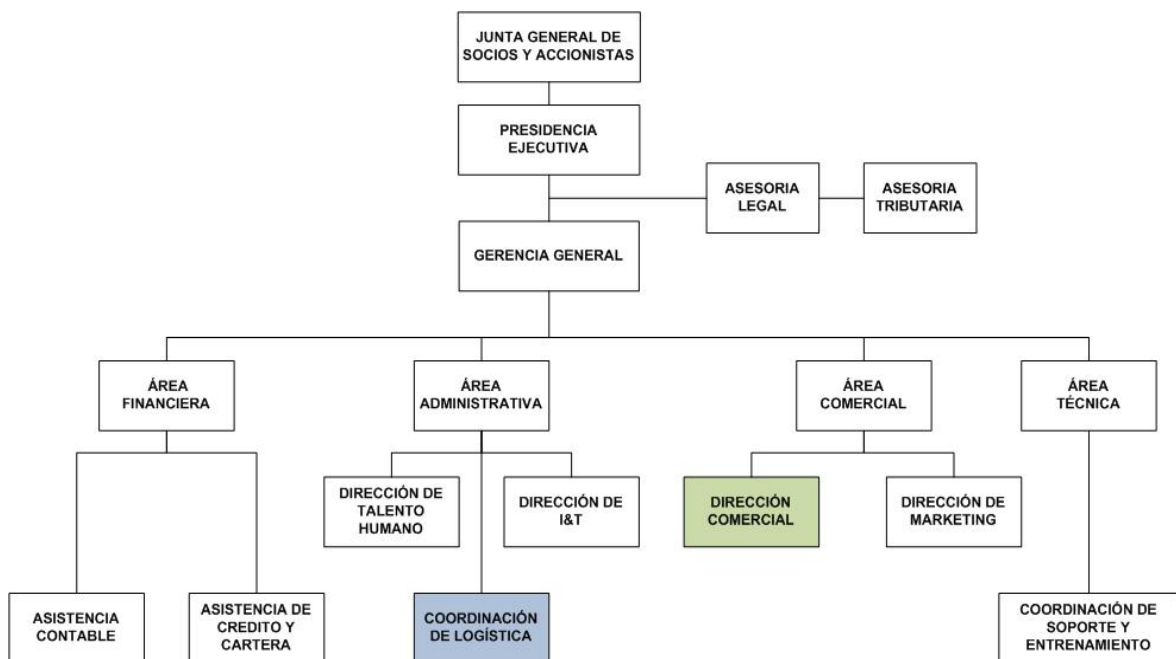 JUNTA GENERAL DE
SOCIOS Y ACCIONISTAS
PRESIDENCIA
EJECUTIVA
ASESORIA
LEGAL
ASESORIA
TRIBUTARIA
GERENCIA GENERAL
ÁREA
FINANCIERA
ÁREA
ADMINISTRATIVA
ÁREA
COMERCIAL
ÁREA
TÉCNICA
DIRECCIÓN DE
TALENTO
HUMANO
DIRECCIÓN DE
I&T
DIRECCIÓN
COMERCIAL
DIRECCIÓN DE
MARKETING
ASISTENCIA
CONTABLE
ASISTENCIA DE
CREDITO Y
CARTERA
COORDINACIÓN
DE LOGÍSTICA
COORDINACIÓN DE
SOPORTE Y
ENTRENAMIENTO